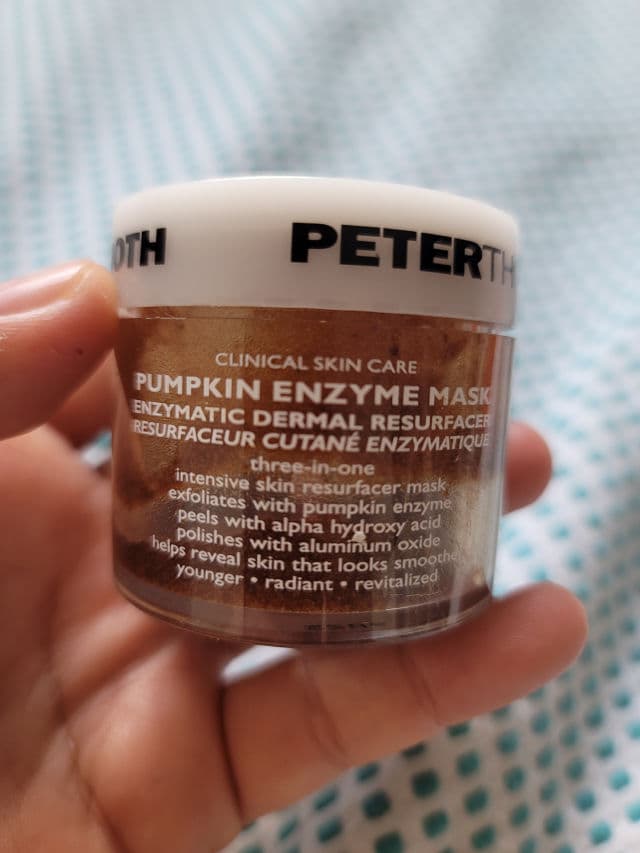 OTH PETERTH
CLINICAL SKIN CARE
PUMPKIN ENZYME MASK
ENZYMATIC DERMAL RESURFACER
RESURFACEUR CUTANÉ ENZYMATIQUE
three-in-one
intensive skin resurfacer mask
exfoliates with pumpkin enzyme
peels with alpha hydroxy acid
polishes with aluminum oxide
helps reveal skin that looks smoothe
younger • radiant • revitalized